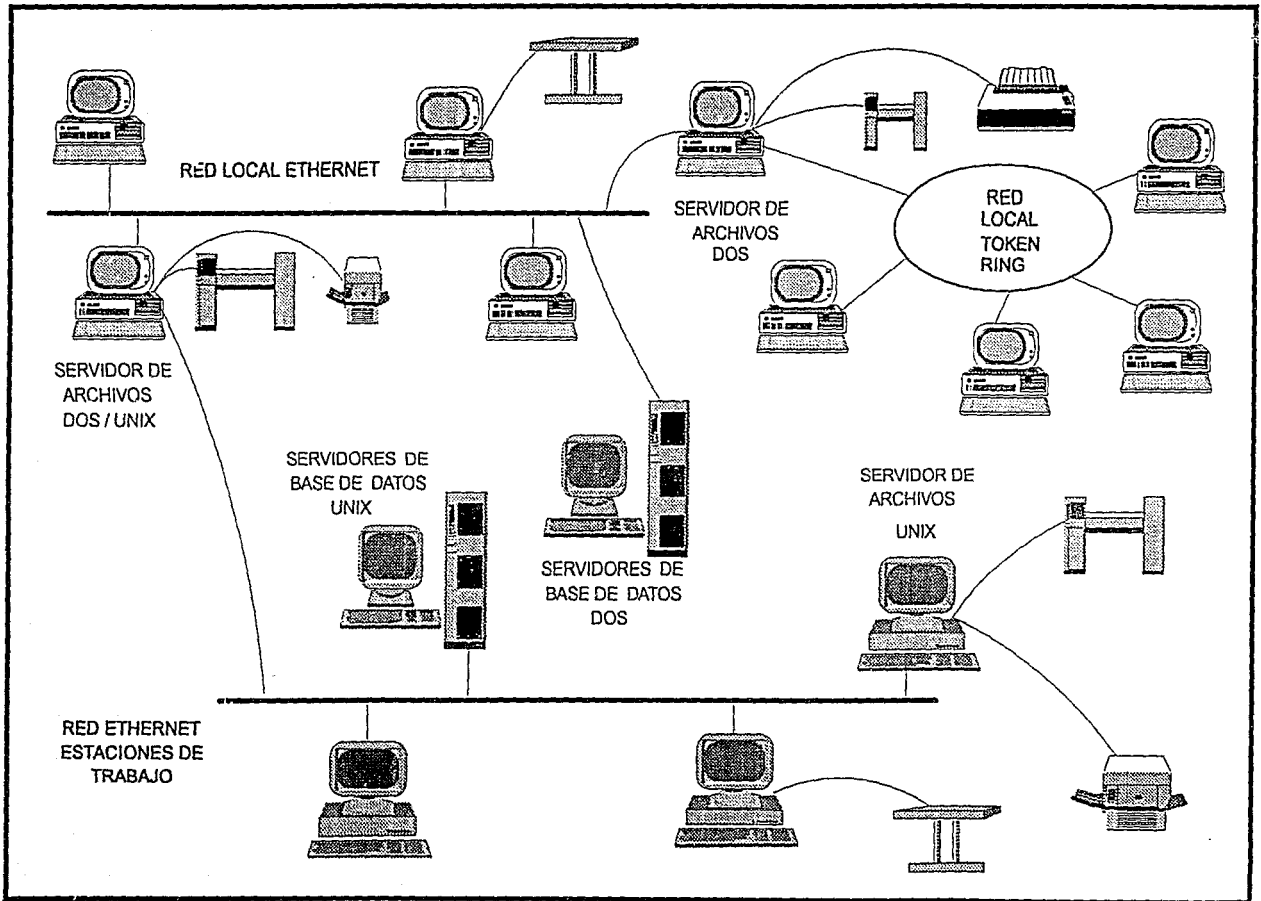 RED LOCAL ETHERNET
SERVIDOR DE
ARCHIVOS
DOS
RED
LOCAL
TOKEN
RING
SERVIDOR DE
ARCHIVOS
DOS / UNIX
SERVIDORES DE
BASE DE DATOS
UNIX
SERVIDORES DE
BASE DE DATOS
DOS
SERVIDOR DE
ARCHIVOS
UNIX
RED ETHERNET
ESTACIONES DE
TRABAJO